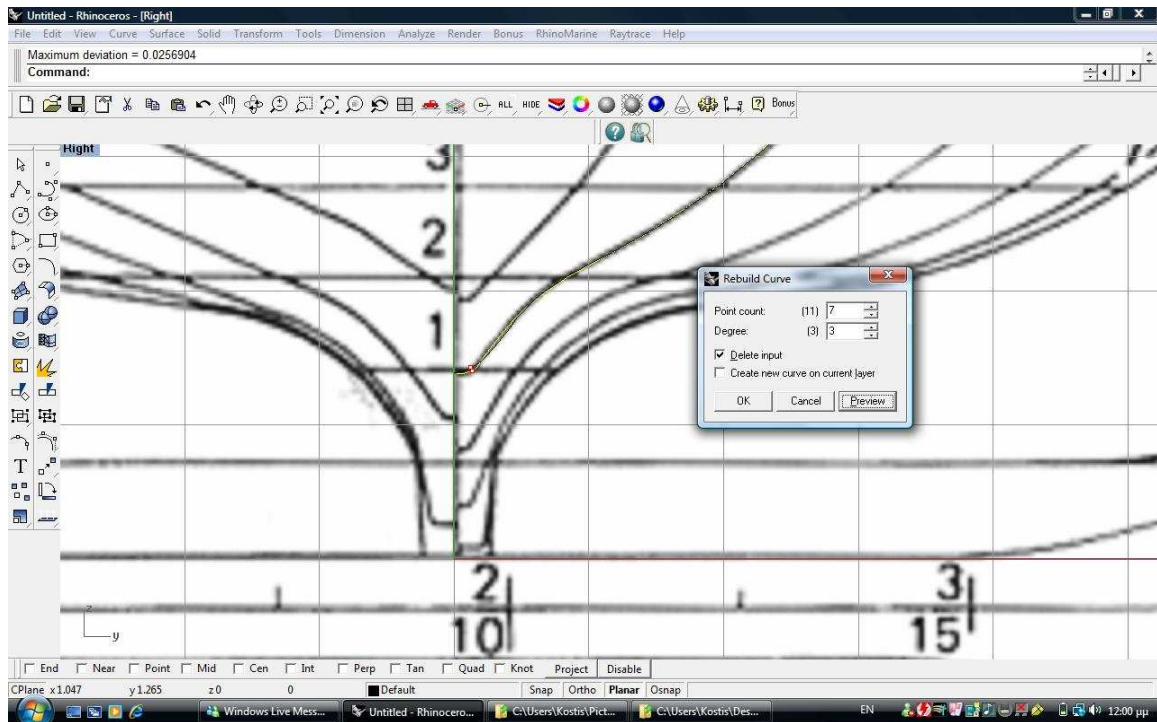 Untitled - Rhinoceros - [Right]
File Edit View Curve Surface Solid Transform Tools Dimension Analyze Render Bonus RhinoMarine Raytrace Help
Maximum deviation = 0.0256904
Command:
ALL HIDE Bonus
Right
3
2
1
Rebuild Curve
Point count: (11) 7
Degree: (3) 3
Delete input
Create new curve on current layer
OK Cancel Preview
2 3
10 15
z
y
End Near Point Mid Cen Int Perp Tan Quad Knot Project Disable
CPlane x 1.047 y 1.265 z 0 0 Default Snap Ortho Planar Osnap
Windows Live Mess... Untitled - Rhinocero... C:\Users\Kostis\Pict... C:\Users\Kostis\Des... EN 12:00 μμ